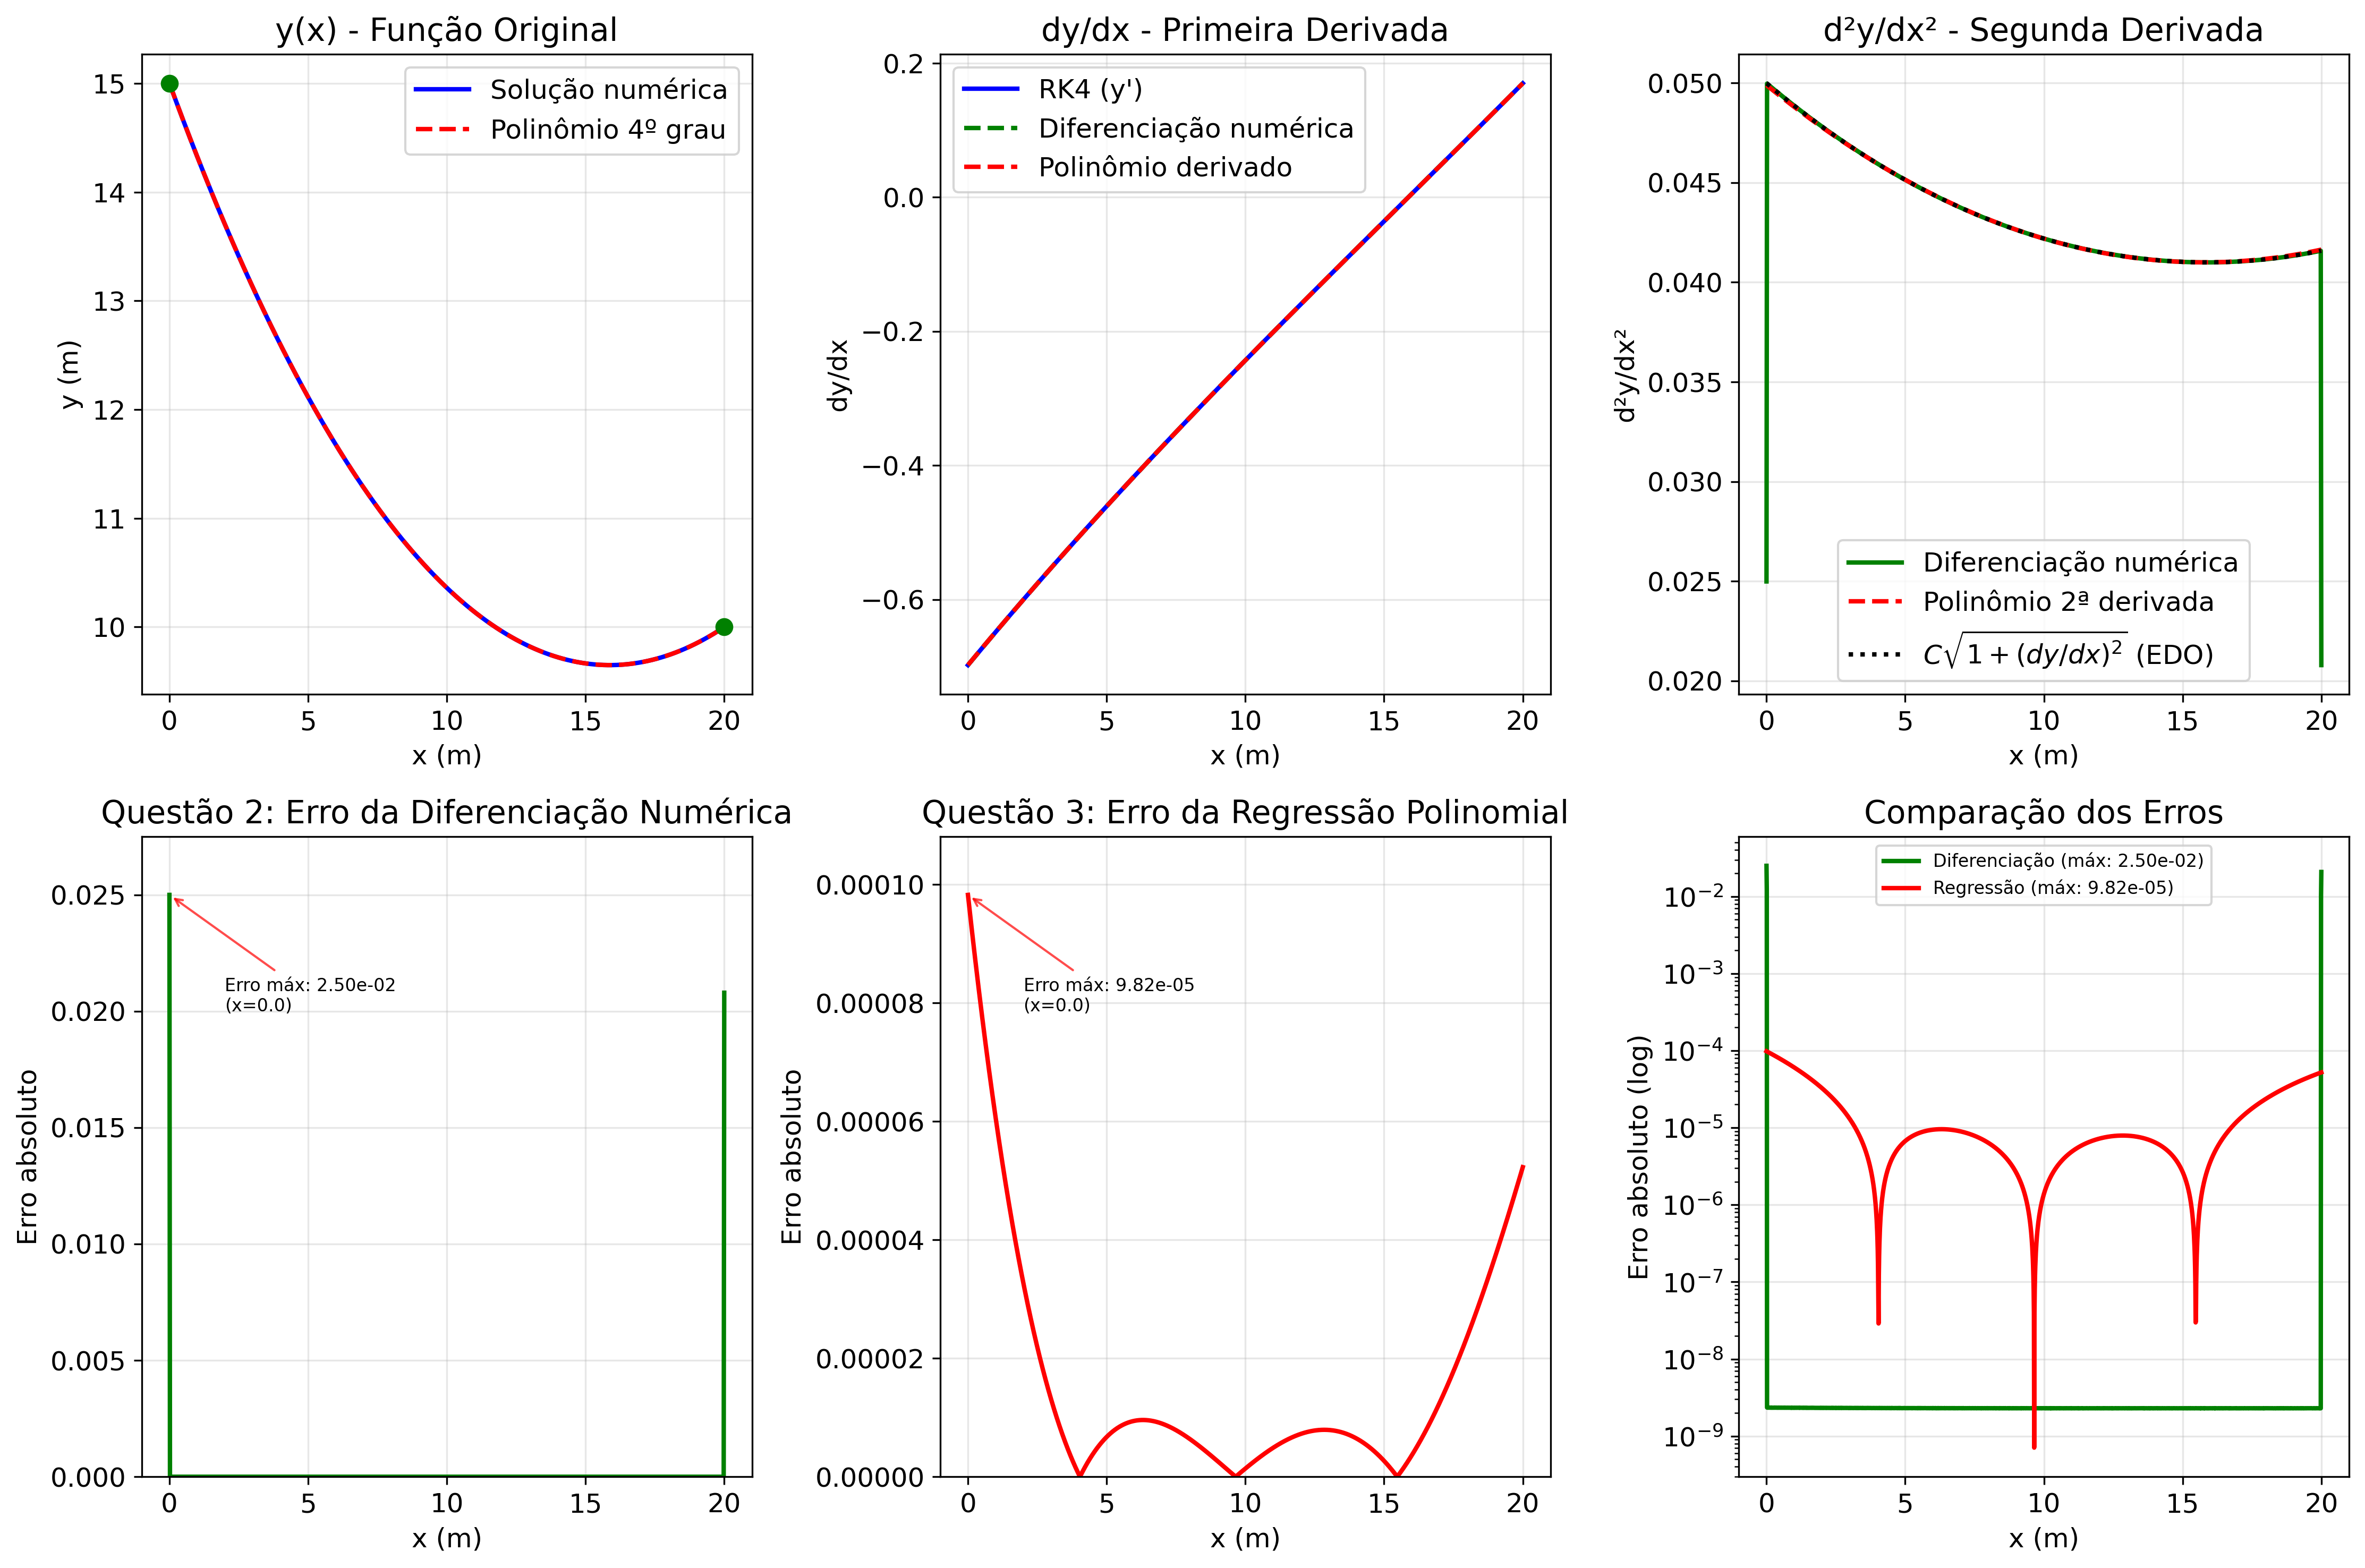 y(x) - Função Original
15
14
13
12
11
10
y (m)
Solução numérica
Polinômio 4º grau
0 5 10 15 20
x (m)
dy/dx - Primeira Derivada
0.2
0.0
−0.2
−0.4
−0.6
dy/dx
RK4 (y')
Diferenciação numérica
Polinômio derivado
0 5 10 15 20
x (m)
d²y/dx² - Segunda Derivada
0.050
0.045
0.040
0.035
0.030
0.025
0.020
d²y/dx²
Diferenciação numérica
Polinômio 2ª derivada
C√1 + (dy/dx)² (EDO)
0 5 10 15 20
x (m)
Questão 2: Erro da Diferenciação Numérica
0.025
0.020
0.015
0.010
0.005
0.000
Erro absoluto
Erro máx: 2.50e-02
(x=0.0)
0 5 10 15 20
x (m)
Questão 3: Erro da Regressão Polinomial
0.00010
0.00008
0.00006
0.00004
0.00002
0.00000
Erro absoluto
Erro máx: 9.82e-05
(x=0.0)
0 5 10 15 20
x (m)
Comparação dos Erros
10⁻²
10⁻³
10⁻⁴
10⁻⁵
10⁻⁶
10⁻⁷
10⁻⁸
10⁻⁹
Erro absoluto (log)
Diferenciação (máx: 2.50e-02)
Regressão (máx: 9.82e-05)
0 5 10 15 20
x (m)